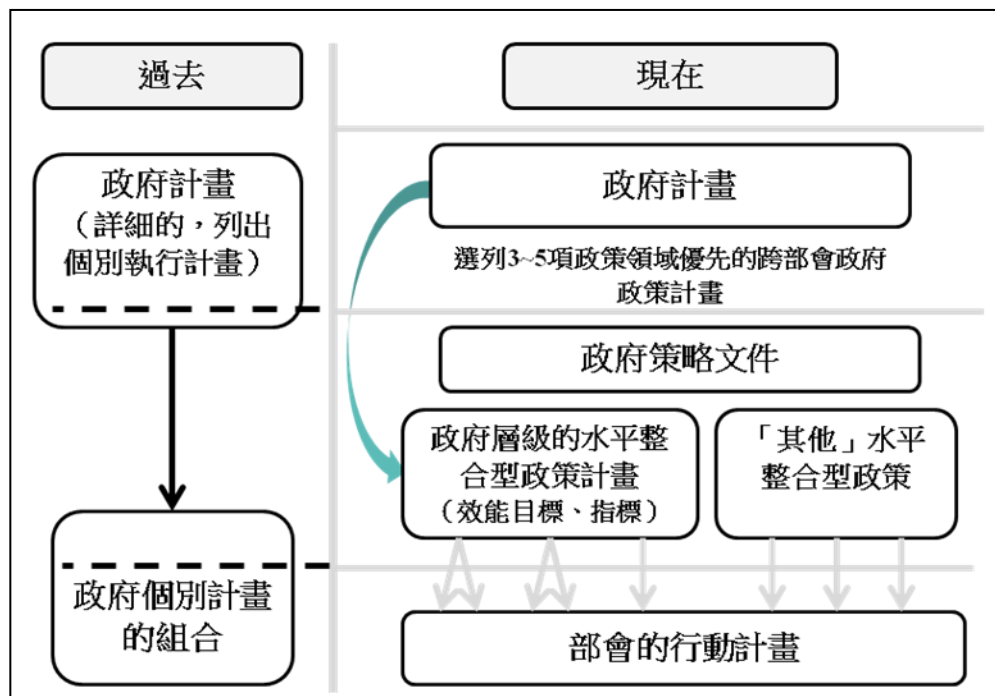 過去
現在
政府計畫
（詳細的，列出
個別執行計畫）
政府個別計畫
的組合
政府計畫
選列3~5項政策領域優先的跨部會政府
政策計畫
政府策略文件
政府層級的水平整
合型政策計畫
（效能目標、指標）
「其他」水平
整合型政策
部會的行動計畫